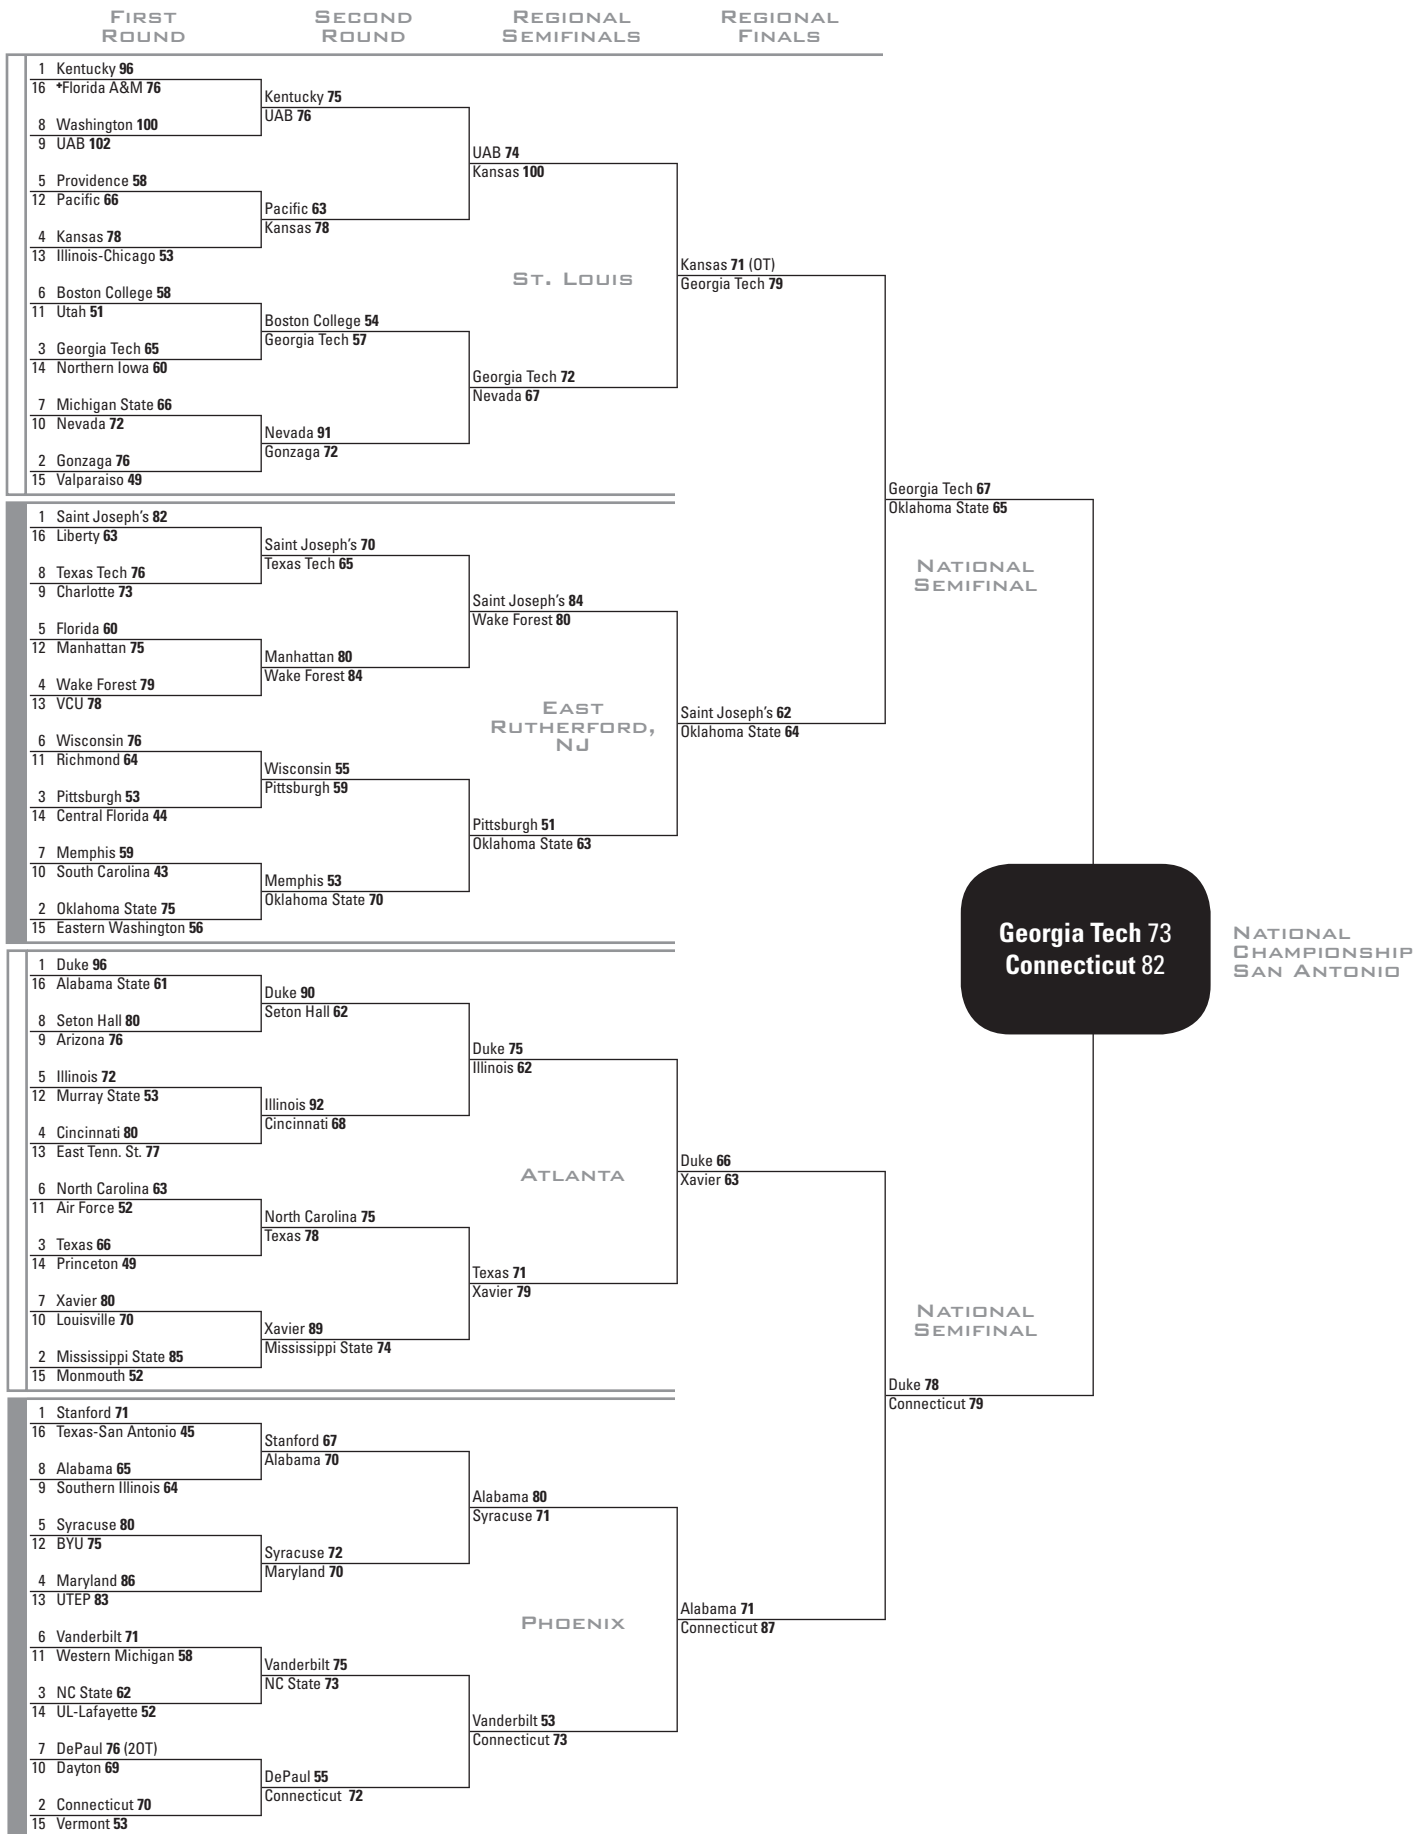 FIRST ROUND
SECOND ROUND
REGIONAL SEMIFINALS
REGIONAL FINALS
1 Kentucky 96
16 +Florida A&M 76
8 Washington 100
9 UAB 102
5 Providence 58
12 Pacific 66
4 Kansas 78
13 Illinois-Chicago 53
6 Boston College 58
11 Utah 51
3 Georgia Tech 65
14 Northern Iowa 60
7 Michigan State 66
10 Nevada 72
2 Gonzaga 76
15 Valparaiso 49
Kentucky 75
UAB 76
Pacific 63
Kansas 78
Boston College 54
Georgia Tech 57
Nevada 91
Gonzaga 72
UAB 74
Kansas 100
ST. LOUIS
Georgia Tech 72
Nevada 67
Kansas 71 (OT)
Georgia Tech 79
1 Saint Joseph's 82
16 Liberty 63
8 Texas Tech 76
9 Charlotte 73
5 Florida 60
12 Manhattan 75
4 Wake Forest 79
13 VCU 78
6 Wisconsin 76
11 Richmond 64
3 Pittsburgh 53
14 Central Florida 44
7 Memphis 59
10 South Carolina 43
2 Oklahoma State 75
15 Eastern Washington 56
Saint Joseph's 70
Texas Tech 65
Manhattan 80
Wake Forest 84
Wisconsin 55
Pittsburgh 59
Memphis 53
Oklahoma State 70
Saint Joseph's 84
Wake Forest 80
EAST
RUTHERFORD,
NJ
Pittsburgh 51
Oklahoma State 63
Saint Joseph's 62
Oklahoma State 64
Georgia Tech 67
Oklahoma State 65
NATIONAL
SEMIFINAL
1 Duke 96
16 Alabama State 61
8 Seton Hall 80
9 Arizona 76
5 Illinois 72
12 Murray State 53
4 Cincinnati 80
13 East Tenn. St. 77
6 North Carolina 63
11 Air Force 52
3 Texas 66
14 Princeton 49
7 Xavier 80
10 Louisville 70
2 Mississippi State 85
15 Monmouth 52
Duke 90
Seton Hall 62
Illinois 92
Cincinnati 68
North Carolina 75
Texas 78
Xavier 89
Mississippi State 74
Duke 75
Illinois 62
ATLANTA
Texas 71
Xavier 79
Duke 66
Xavier 63
1 Stanford 71
16 Texas-San Antonio 45
8 Alabama 65
9 Southern Illinois 64
5 Syracuse 80
12 BYU 75
4 Maryland 86
13 UTEP 83
6 Vanderbilt 71
11 Western Michigan 58
3 NC State 62
14 UL-Lafayette 52
7 DePaul 76 (2OT)
10 Dayton 69
2 Connecticut 70
15 Vermont 53
Stanford 67
Alabama 70
Syracuse 72
Maryland 70
Vanderbilt 75
NC State 73
DePaul 55
Connecticut 72
Alabama 80
Syracuse 71
PHOENIX
Vanderbilt 53
Connecticut 73
Alabama 71
Connecticut 87
NATIONAL
SEMIFINAL
Duke 78
Connecticut 79
Georgia Tech 73
Connecticut 82
NATIONAL
CHAMPIONSHIP
SAN ANTONIO